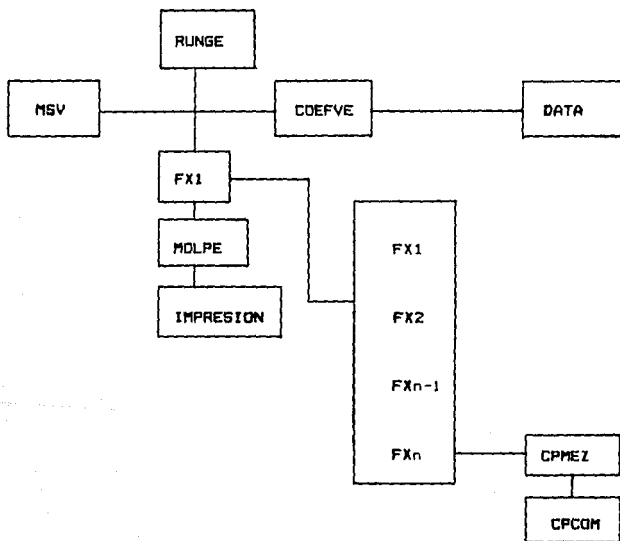 RUNGE
MSV
COEFVE
DATA
FX1
MOLPE
IMPRESION
FX1
FX2
FXn-1
FXn
CPMEZ
CPCOM